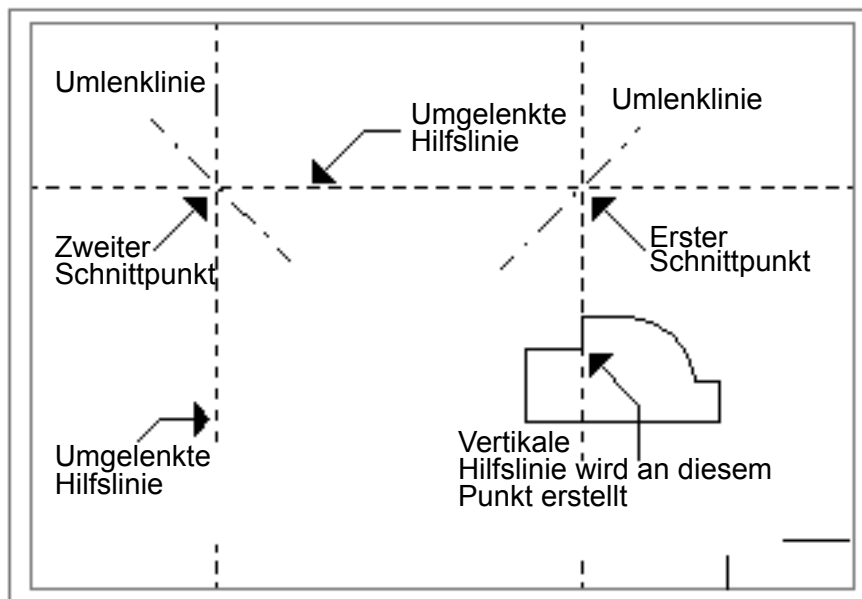 Umlenklinie
Umgelenkte
Hilfslinie
Umlenklinie
Zweiter
Schnittpunkt
Erster
Schnittpunkt
Umgelenkte
Hilfslinie
Vertikale
Hilfslinie wird an diesem
Punkt erstellt